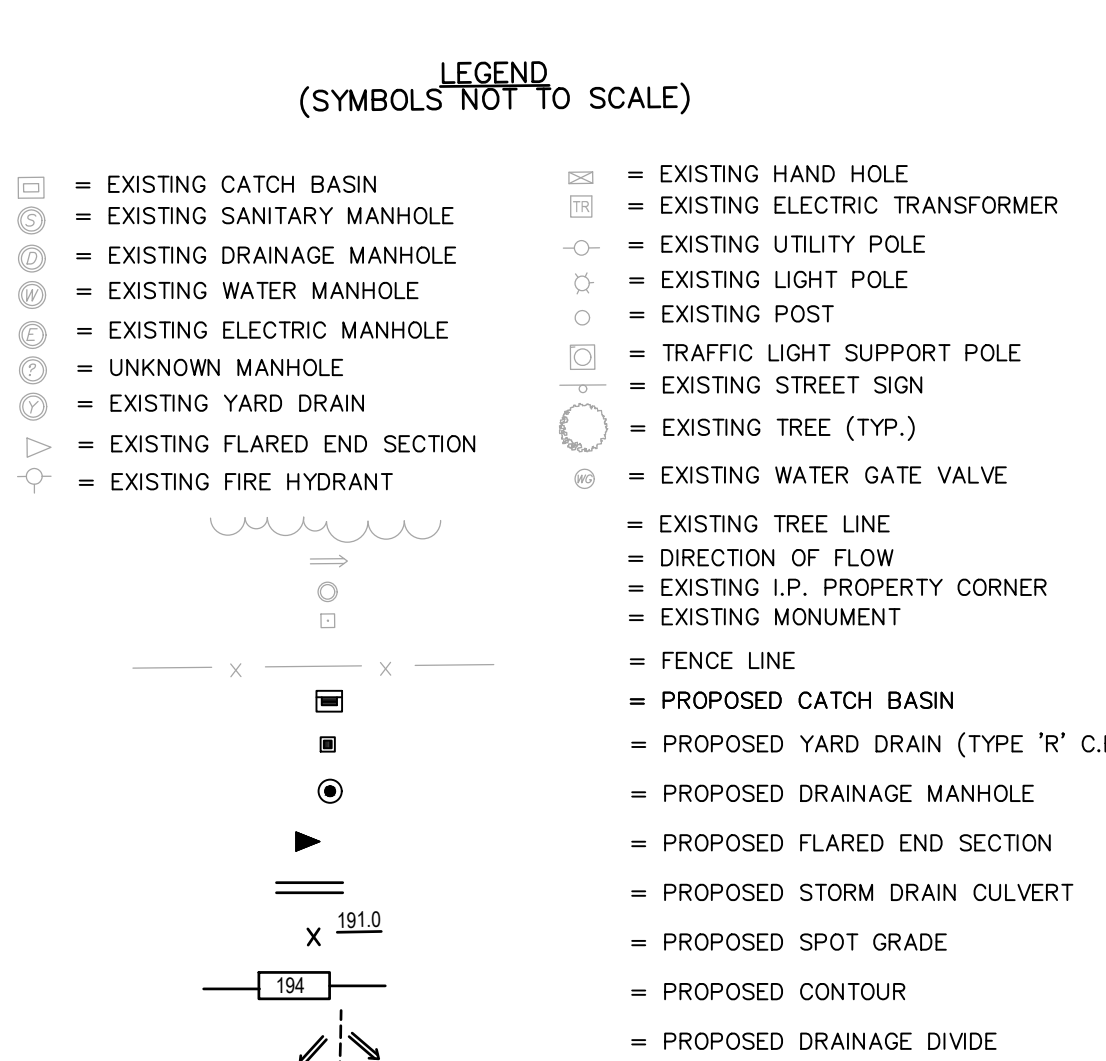 LEGEND
(SYMBOLS NOT TO SCALE)
= EXISTING CATCH BASIN
S = EXISTING SANITARY MANHOLE
D = EXISTING DRAINAGE MANHOLE
W = EXISTING WATER MANHOLE
E = EXISTING ELECTRIC MANHOLE
? = UNKNOWN MANHOLE
Y = EXISTING YARD DRAIN
= EXISTING FLARED END SECTION
= EXISTING FIRE HYDRANT
= EXISTING HAND HOLE
TR = EXISTING ELECTRIC TRANSFORMER
= EXISTING UTILITY POLE
= EXISTING LIGHT POLE
= EXISTING POST
= TRAFFIC LIGHT SUPPORT POLE
= EXISTING STREET SIGN
= EXISTING TREE (TYP.)
WG = EXISTING WATER GATE VALVE
= EXISTING TREE LINE
= DIRECTION OF FLOW
= EXISTING I.P. PROPERTY CORNER
= EXISTING MONUMENT
X X = FENCE LINE
= PROPOSED CATCH BASIN
= PROPOSED YARD DRAIN (TYPE 'R' C.
= PROPOSED DRAINAGE MANHOLE
= PROPOSED FLARED END SECTION
= PROPOSED STORM DRAIN CULVERT
X 191.0 = PROPOSED SPOT GRADE
194 = PROPOSED CONTOUR
= PROPOSED DRAINAGE DIVIDE